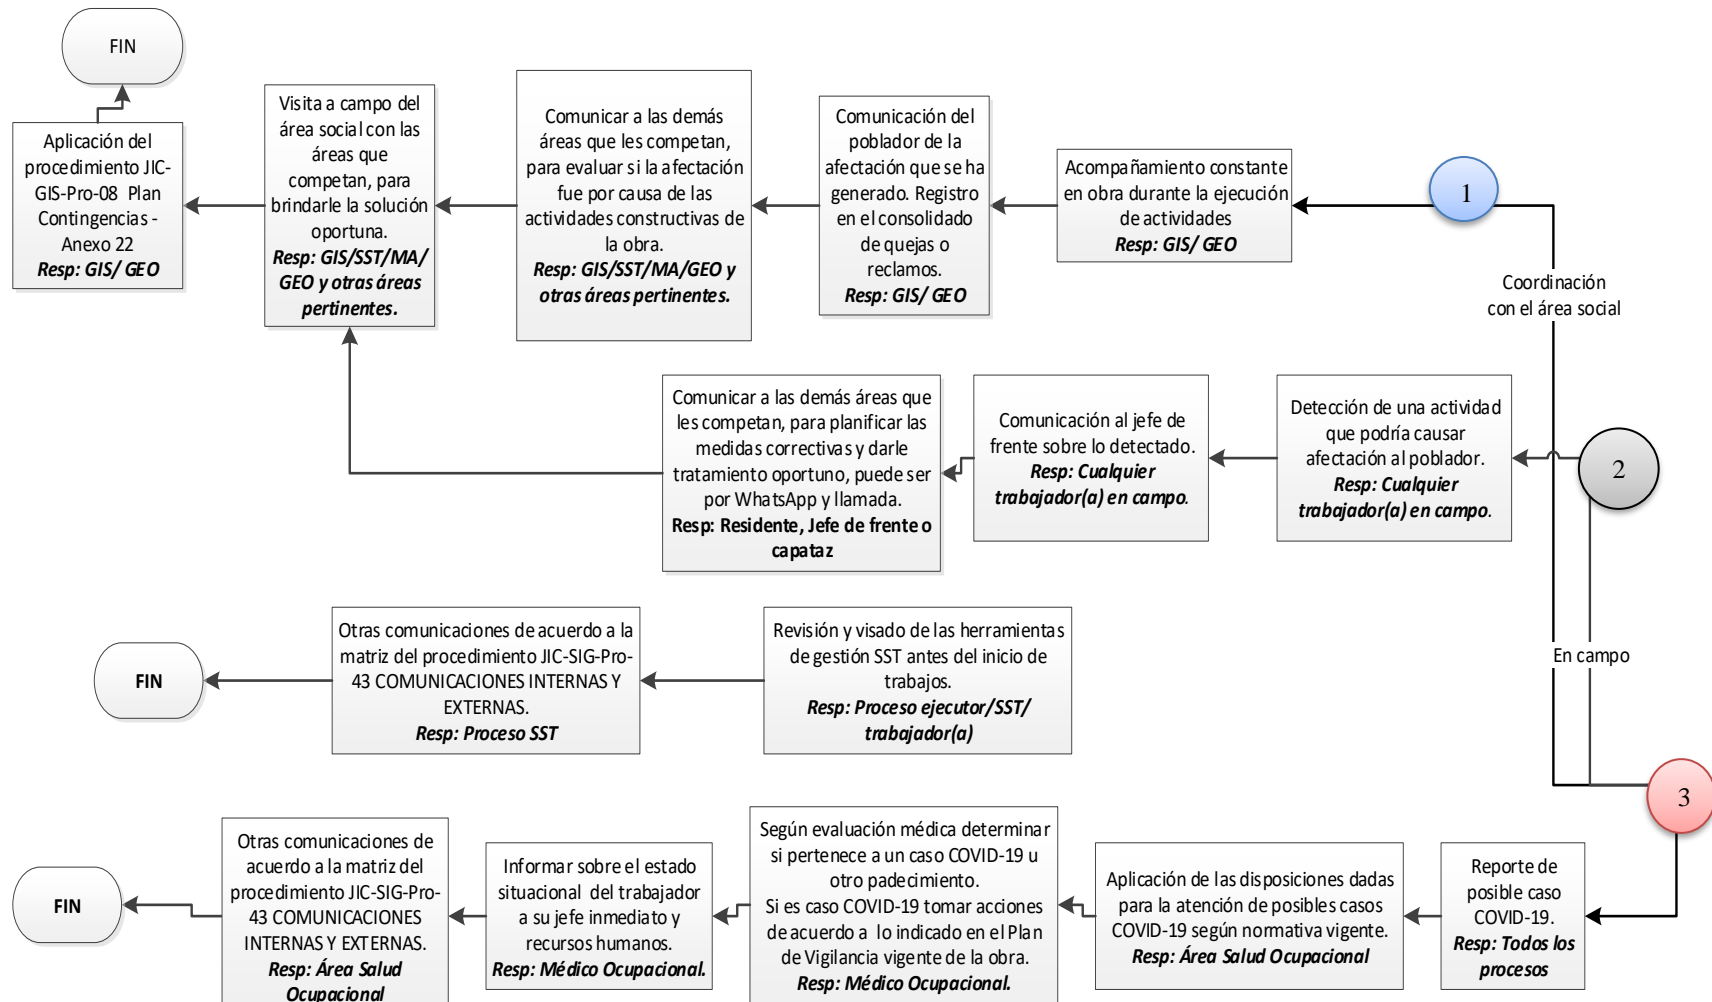 FIN
Aplicación del
procedimiento JIC-
GIS-Pro-08 Plan
Contingencias -
Anexo 22
Resp: GIS/ GEO
Visita a campo del
área social con las
áreas que
competan, para
brindarle la solución
oportuna.
Resp: GIS/SST/MA/
GEO y otras áreas
pertinentes.
Comunicar a las demás
áreas que les competan,
para evaluar si la afectación
fue por causa de las
actividades constructivas de
la obra.
Resp: GIS/SST/MA/GEO y
otras áreas pertinentes.
Comunicación del
poblador de la
afectación que se ha
generado. Registro
en el consolidado
de quejas o
reclamos.
Resp: GIS/ GEO
Acompañamiento constante
en obra durante la ejecución
de actividades
Resp: GIS/ GEO
1
Coordinación
con el área social
Comunicar a las demás áreas que
les competan, para planificar las
medidas correctivas y darle
tratamiento oportuno, puede ser
por WhatsApp y llamada.
Resp: Residente, Jefe de frente o
capataz
Comunicación al jefe de
frente sobre lo detectado.
Resp: Cualquier
trabajador(a) en campo.
Detección de una actividad
que podría causar
afectación al poblador.
Resp: Cualquier
trabajador(a) en campo.
2
FIN
Otras comunicaciones de acuerdo a la
matriz del procedimiento JIC-SIG-Pro-
43 COMUNICACIONES INTERNAS Y
EXTERNAS.
Resp: Proceso SST
Revisión y visado de las herramientas
de gestión SST antes del inicio de
trabajos.
Resp: Proceso ejecutor/SST/
trabajador(a)
En campo
3
FIN
Otras comunicaciones de
acuerdo a la matriz del
procedimiento JIC-SIG-Pro-
43 COMUNICACIONES
INTERNAS Y EXTERNAS.
Resp: Área Salud
Ocupacional
Informar sobre el estado
situacional del trabajador
a su jefe inmediato y
recursos humanos.
Resp: Médico Ocupacional.
Según evaluación médica determinar
si pertenece a un caso COVID-19 u
otro padecimiento.
Si es caso COVID-19 tomar acciones
de acuerdo a lo indicado en el Plan
de Vigilancia vigente de la obra.
Resp: Médico Ocupacional.
Aplicación de las disposiciones dadas
para la atención de posibles casos
COVID-19 según normativa vigente.
Resp: Área Salud Ocupacional
Reporte de
posible caso
COVID-19.
Resp: Todos los
procesos